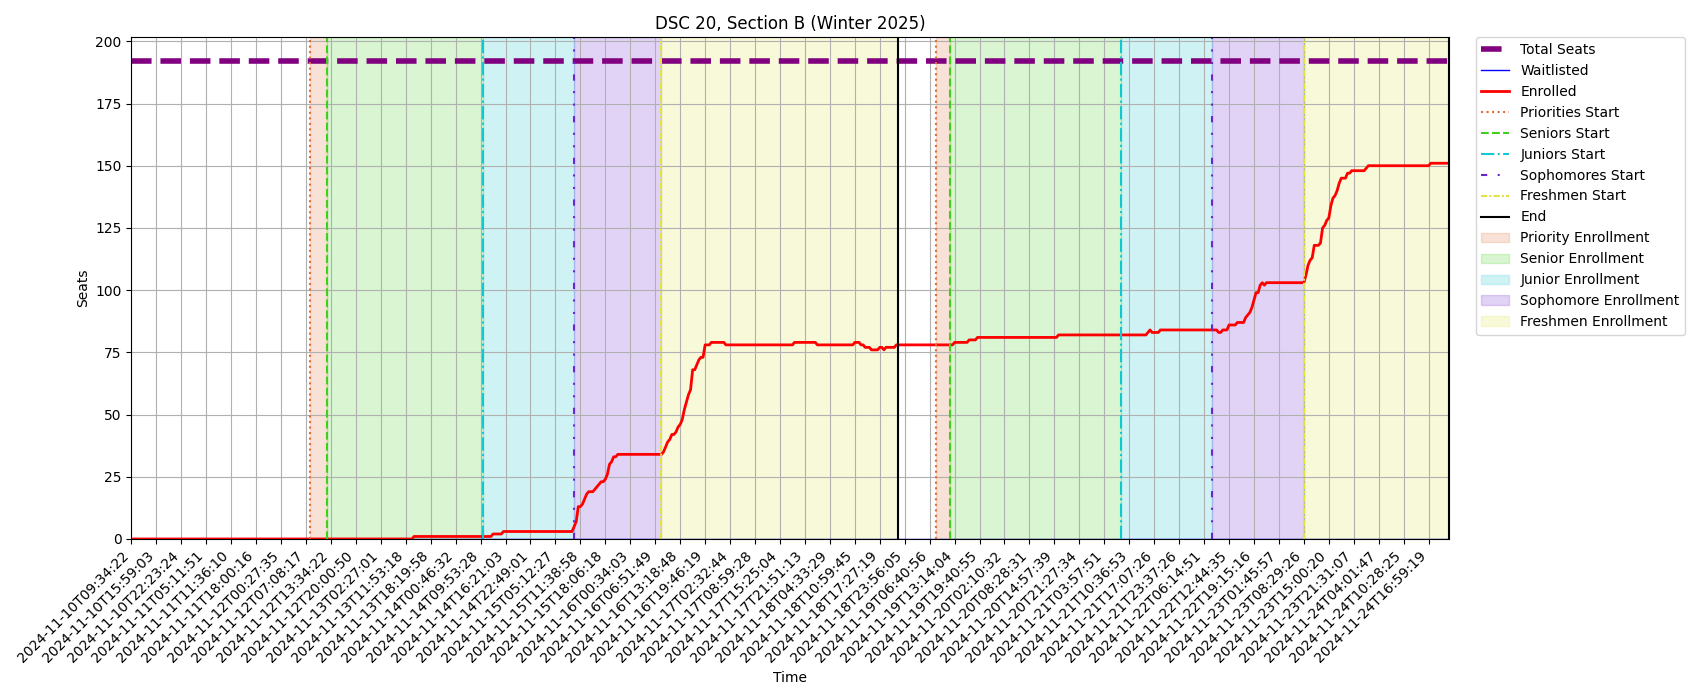 DSC 20, Section B (Winter 2025)
200
175
150
125
100
75
50
25
0
Seats
2024-11-10T09:34:22
2024-11-10T15:59:03
2024-11-10T22:23:24
2024-11-11T05:11:51
2024-11-11T11:36:10
2024-11-11T18:00:16
2024-11-12T00:27:35
2024-11-12T07:08:17
2024-11-12T13:34:22
2024-11-12T20:00:50
2024-11-13T02:27:01
2024-11-13T11:53:18
2024-11-13T18:19:58
2024-11-14T00:46:32
2024-11-14T09:53:28
2024-11-14T16:21:03
2024-11-14T22:49:01
2024-11-15T05:12:27
2024-11-15T11:38:58
2024-11-15T18:06:18
2024-11-16T00:34:03
2024-11-16T06:51:49
2024-11-16T13:18:48
2024-11-16T19:46:19
2024-11-17T02:32:44
2024-11-17T08:59:28
2024-11-17T15:25:04
2024-11-17T21:51:13
2024-11-18T04:33:29
2024-11-18T10:59:45
2024-11-18T17:27:19
2024-11-18T23:56:05
2024-11-19T06:40:56
2024-11-19T13:14:04
2024-11-19T19:40:55
2024-11-20T02:10:32
2024-11-20T08:28:31
2024-11-20T14:57:39
2024-11-20T21:27:34
2024-11-21T03:57:51
2024-11-21T10:36:53
2024-11-21T17:07:26
2024-11-21T23:37:26
2024-11-22T06:14:51
2024-11-22T12:44:35
2024-11-22T19:15:16
2024-11-23T01:45:57
2024-11-23T08:29:26
2024-11-23T15:00:20
2024-11-23T21:31:07
2024-11-24T04:01:47
2024-11-24T10:28:25
2024-11-24T16:59:19
Time
Total Seats
Waitlisted
Enrolled
Priorities Start
Seniors Start
Juniors Start
Sophomores Start
Freshmen Start
End
Priority Enrollment
Senior Enrollment
Junior Enrollment
Sophomore Enrollment
Freshmen Enrollment